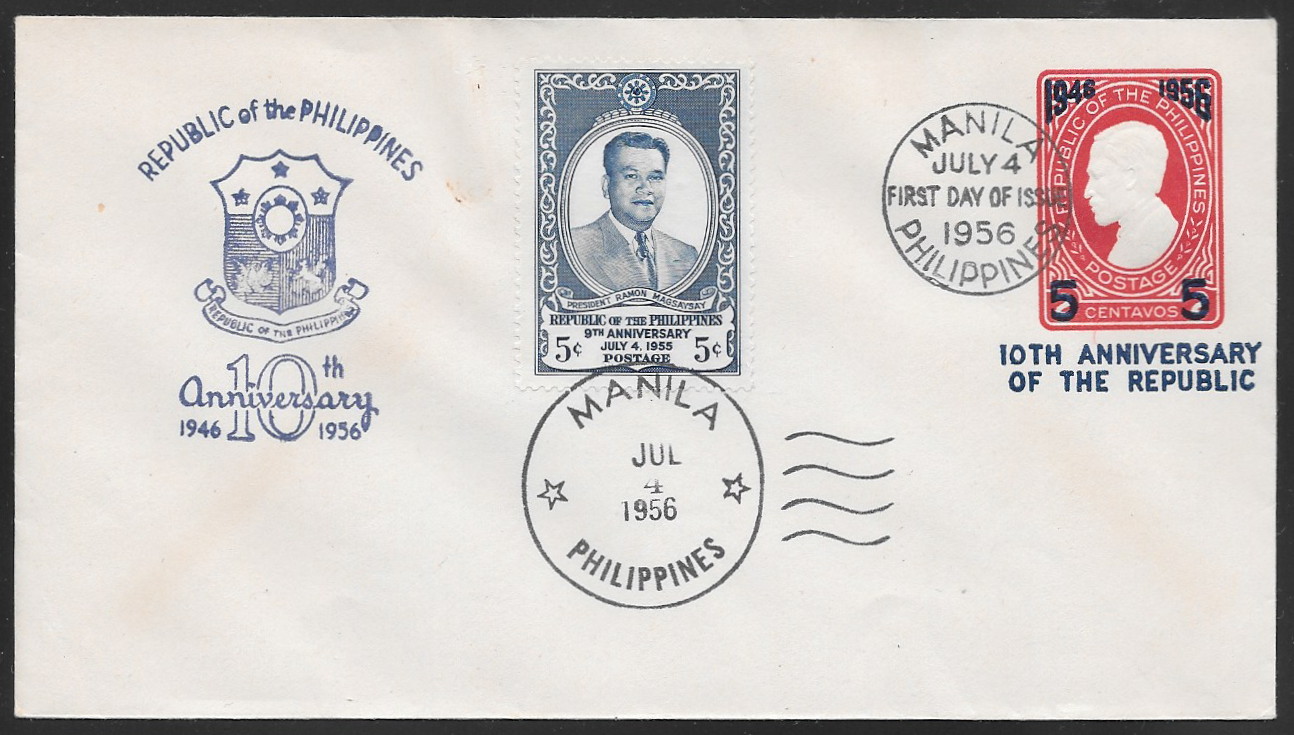 REPUBLIC of the PHILIPPINES
REPUBLIC OF THE PHILIPPINES
10th
Anniversary
1946 1956
PRESIDENT RAMON MAGSAYSAY
REPUBLIC OF THE PHILIPPINES
9TH ANNIVERSARY
JULY 4, 1955
5¢ POSTAGE 5¢
MANILA
JUL
4
1956
PHILIPPINES
MANILA
JULY 4
FIRST DAY OF ISSUE
1956
PHILIPPINES
1946 1956
REPUBLIC OF THE PHILIPPINES
POSTAGE
5 CENTAVOS 5
10TH ANNIVERSARY
OF THE REPUBLIC